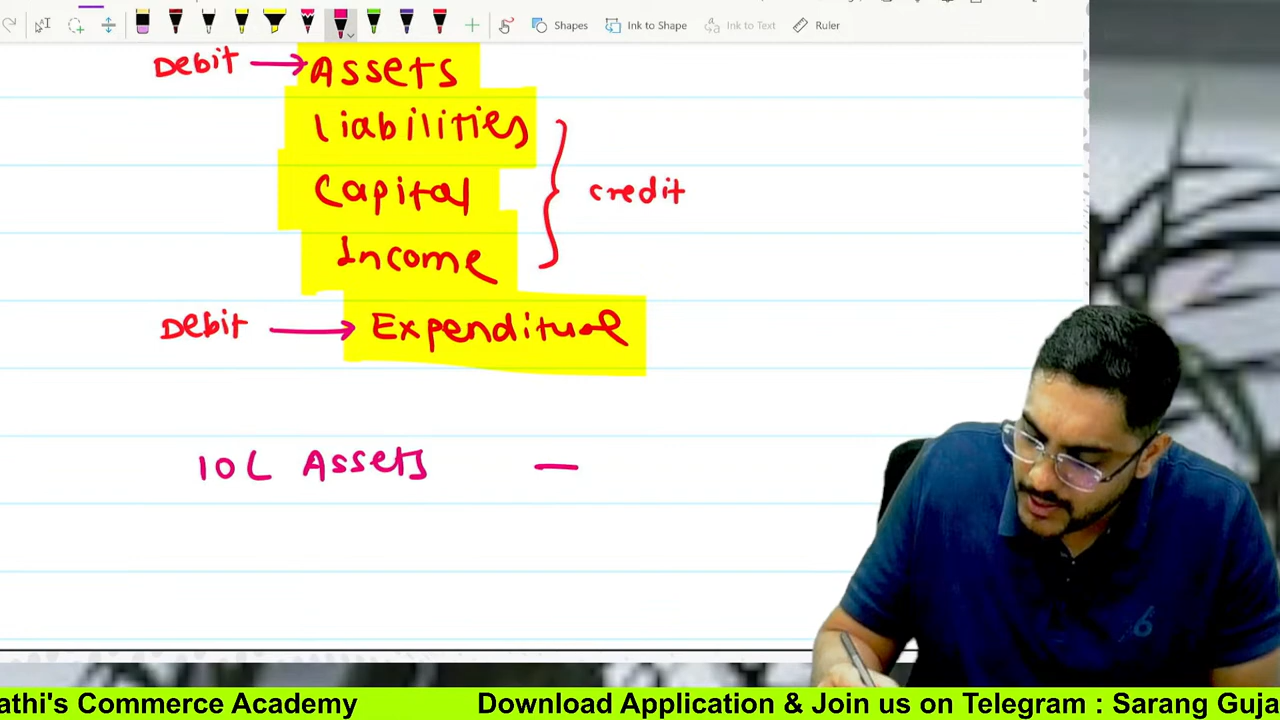 Shapes Ink to Shape Ink to Text Ruler
Debit → Assets
Liabilities
Capital
credit
Income
Debit → Expenditure
10L Assets —
athi's Commerce Academy Download Application & Join us on Telegram : Sarang Guja